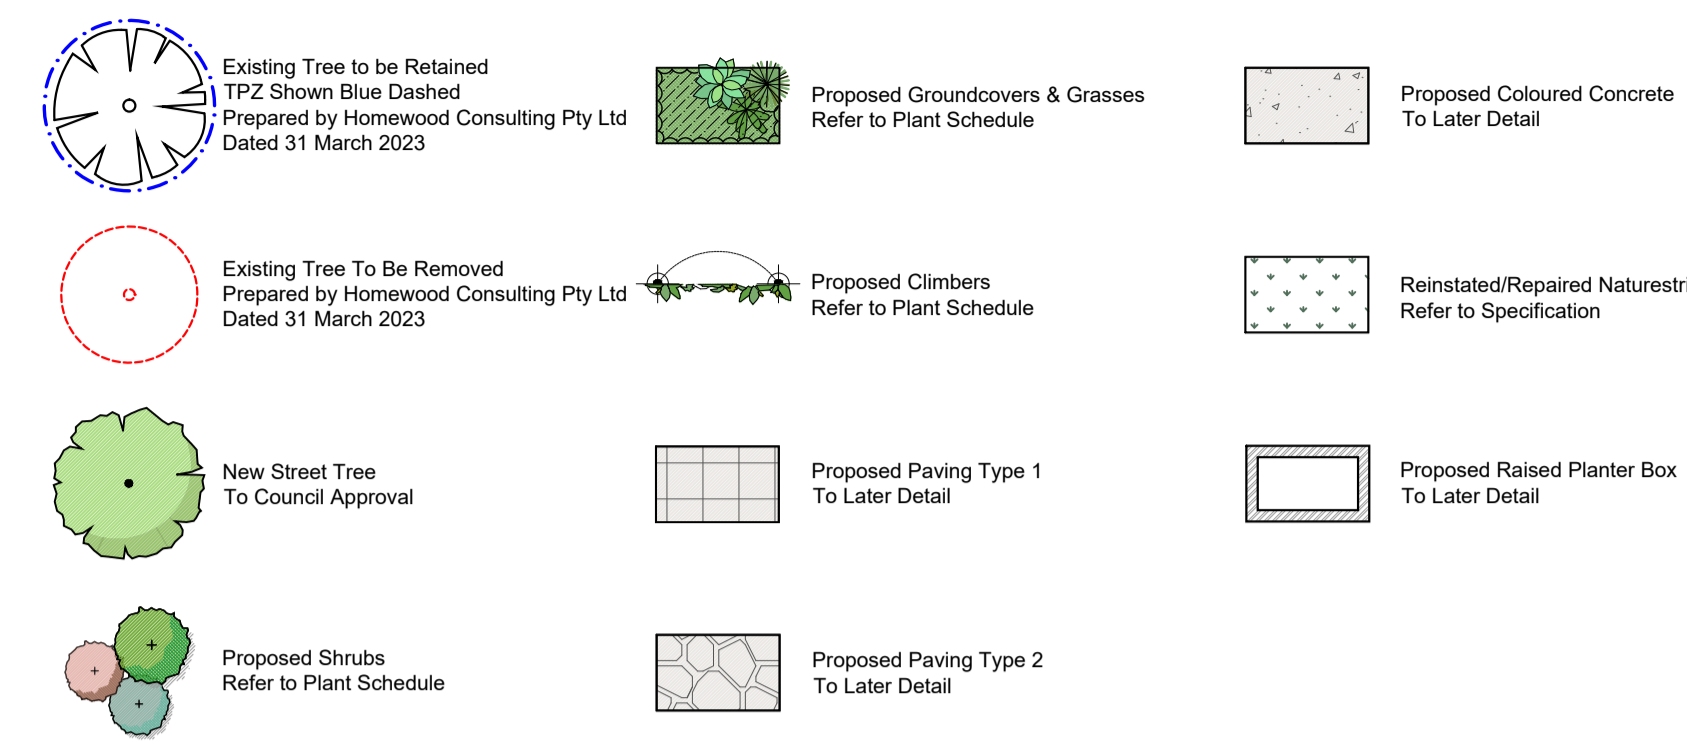 Existing Tree to be Retained
TPZ Shown Blue Dashed
Prepared by Homewood Consulting Pty Ltd
Dated 31 March 2023
Existing Tree To Be Removed
Prepared by Homewood Consulting Pty Ltd
Dated 31 March 2023
New Street Tree
To Council Approval
Proposed Shrubs
Refer to Plant Schedule
Proposed Groundcovers & Grasses
Refer to Plant Schedule
Proposed Climbers
Refer to Plant Schedule
Proposed Paving Type 1
To Later Detail
Proposed Paving Type 2
To Later Detail
Proposed Coloured Concrete
To Later Detail
Reinstated/Repaired Naturestri
Refer to Specification
Proposed Raised Planter Box
To Later Detail